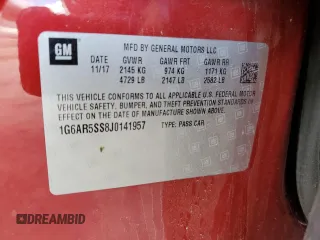 GM
MFD BY GENERAL MOTORS LLC
11/17 GVWR GAWR FRT GAWR RR
2145 KG 974 KG 1171 KG
4729 LB 2147 LB 2582 LB
THIS VEHICLE CONFORMS TO ALL APPLICABLE U.S. FEDERAL MOTOR
VEHICLE SAFETY, BUMPER, AND THEFT PREVENTION STANDARDS IN
EFFECT ON THE DATE OF MANUFACTURE SHOWN ABOVE.
1G6AR5SS8J0141957 TYPE: PASS CAR
DREAMBID